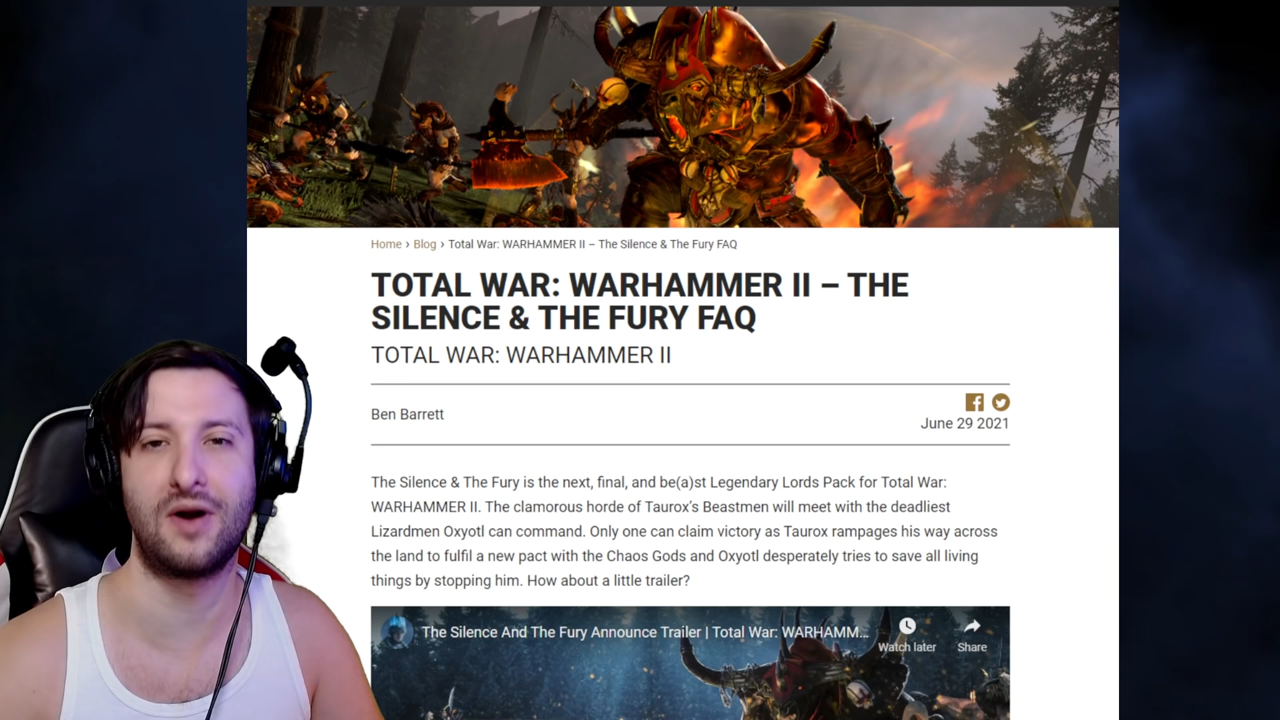 Home › Blog › Total War: WARHAMMER II – The Silence & The Fury FAQ
TOTAL WAR: WARHAMMER II – THE
SILENCE & THE FURY FAQ
TOTAL WAR: WARHAMMER II
Ben Barrett
June 29 2021
The Silence & The Fury is the next, final, and be(a)st Legendary Lords Pack for Total War:
WARHAMMER II. The clamorous horde of Taurox’s Beastmen will meet with the deadliest
Lizardmen Oxyotl can command. Only one can claim victory as Taurox rampages his way across
the land to fulfil a new pact with the Chaos Gods and Oxyotl desperately tries to save all living
things by stopping him. How about a little trailer?
The Silence And The Fury Announce Trailer | Total War: WARHAMM...
Watch later
Share